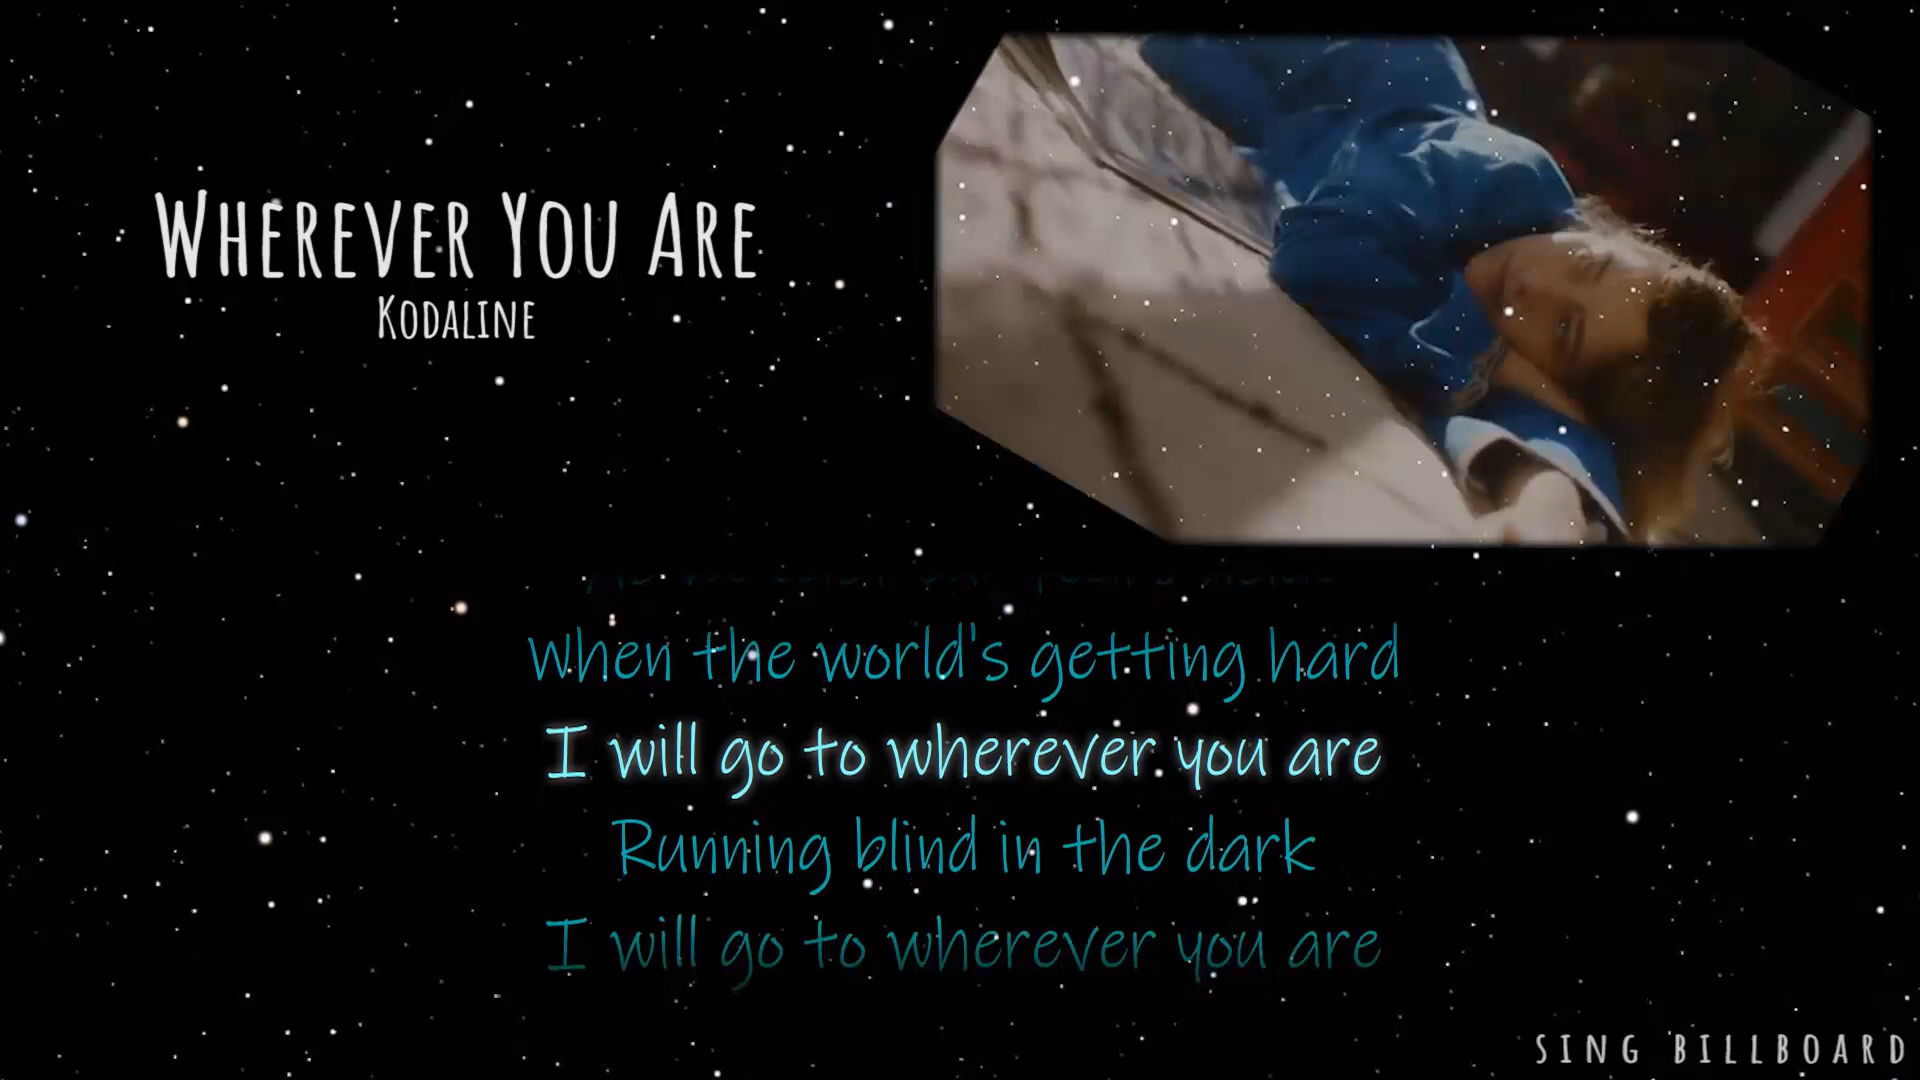 WHEREVER YOU ARE
KODALINE
When the world's getting hard
I will go to wherever you are
Running blind in the dark
I will go to wherever you are
SING BILLBOARD